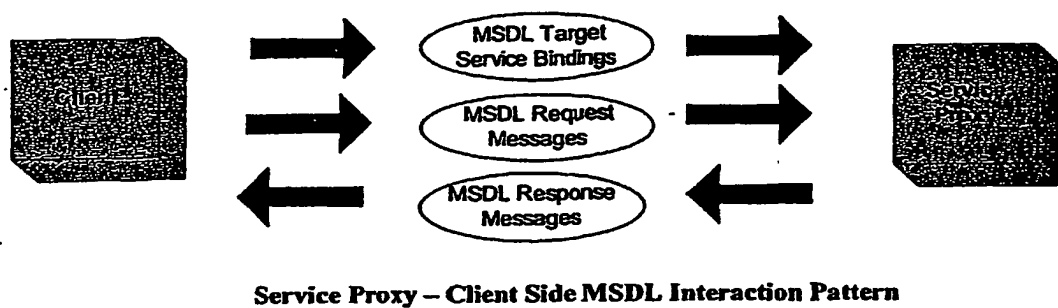 Client
MSDL Target
Service Bindings
MSDL Request
Messages
MSDL Response
Messages
Service
Proxy
Service Proxy – Client Side MSDL Interaction Pattern